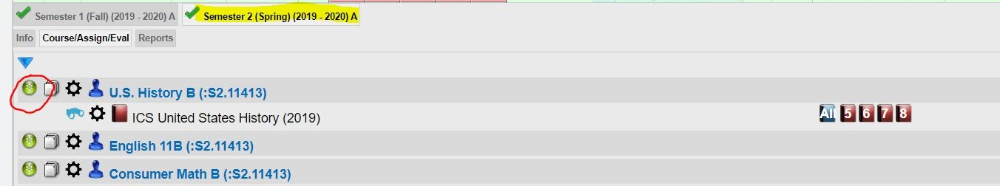 Semester 1 (Fall) (2019 - 2020) A Semester 2 (Spring) (2019 - 2020) A
Info Course/Assign/Eval Reports
U.S. History B (:S2.11413)
ICS United States History (2019) All 5 6 7 8
English 11B (:S2.11413)
Consumer Math B (:S2.11413)